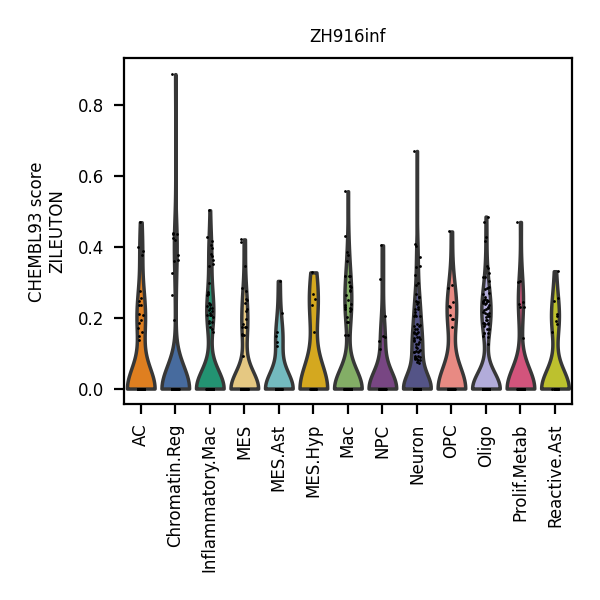 ZH916inf
CHEMBL93 score
ZILEUTON
0.8
0.6
0.4
0.2
0.0
AC
Chromatin.Reg
Inflammatory.Mac
MES
MES.Ast
MES.Hyp
Mac
NPC
Neuron
OPC
Oligo
Prolif.Metab
Reactive.Ast